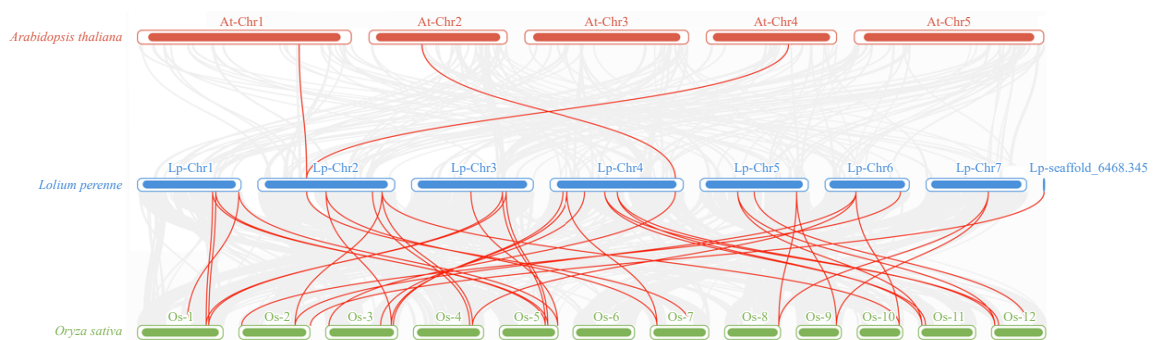 At-Chr1 At-Chr2 At-Chr3 At-Chr4 At-Chr5
Arabidopsis thaliana
Lp-Chr1 Lp-Chr2 Lp-Chr3 Lp-Chr4 Lp-Chr5 Lp-Chr6 Lp-Chr7 Lp-scaffold_6468.345
Lolium perenne
Os-1 Os-2 Os-3 Os-4 Os-5 Os-6 Os-7 Os-8 Os-9 Os-10 Os-11 Os-12
Oryza sativa